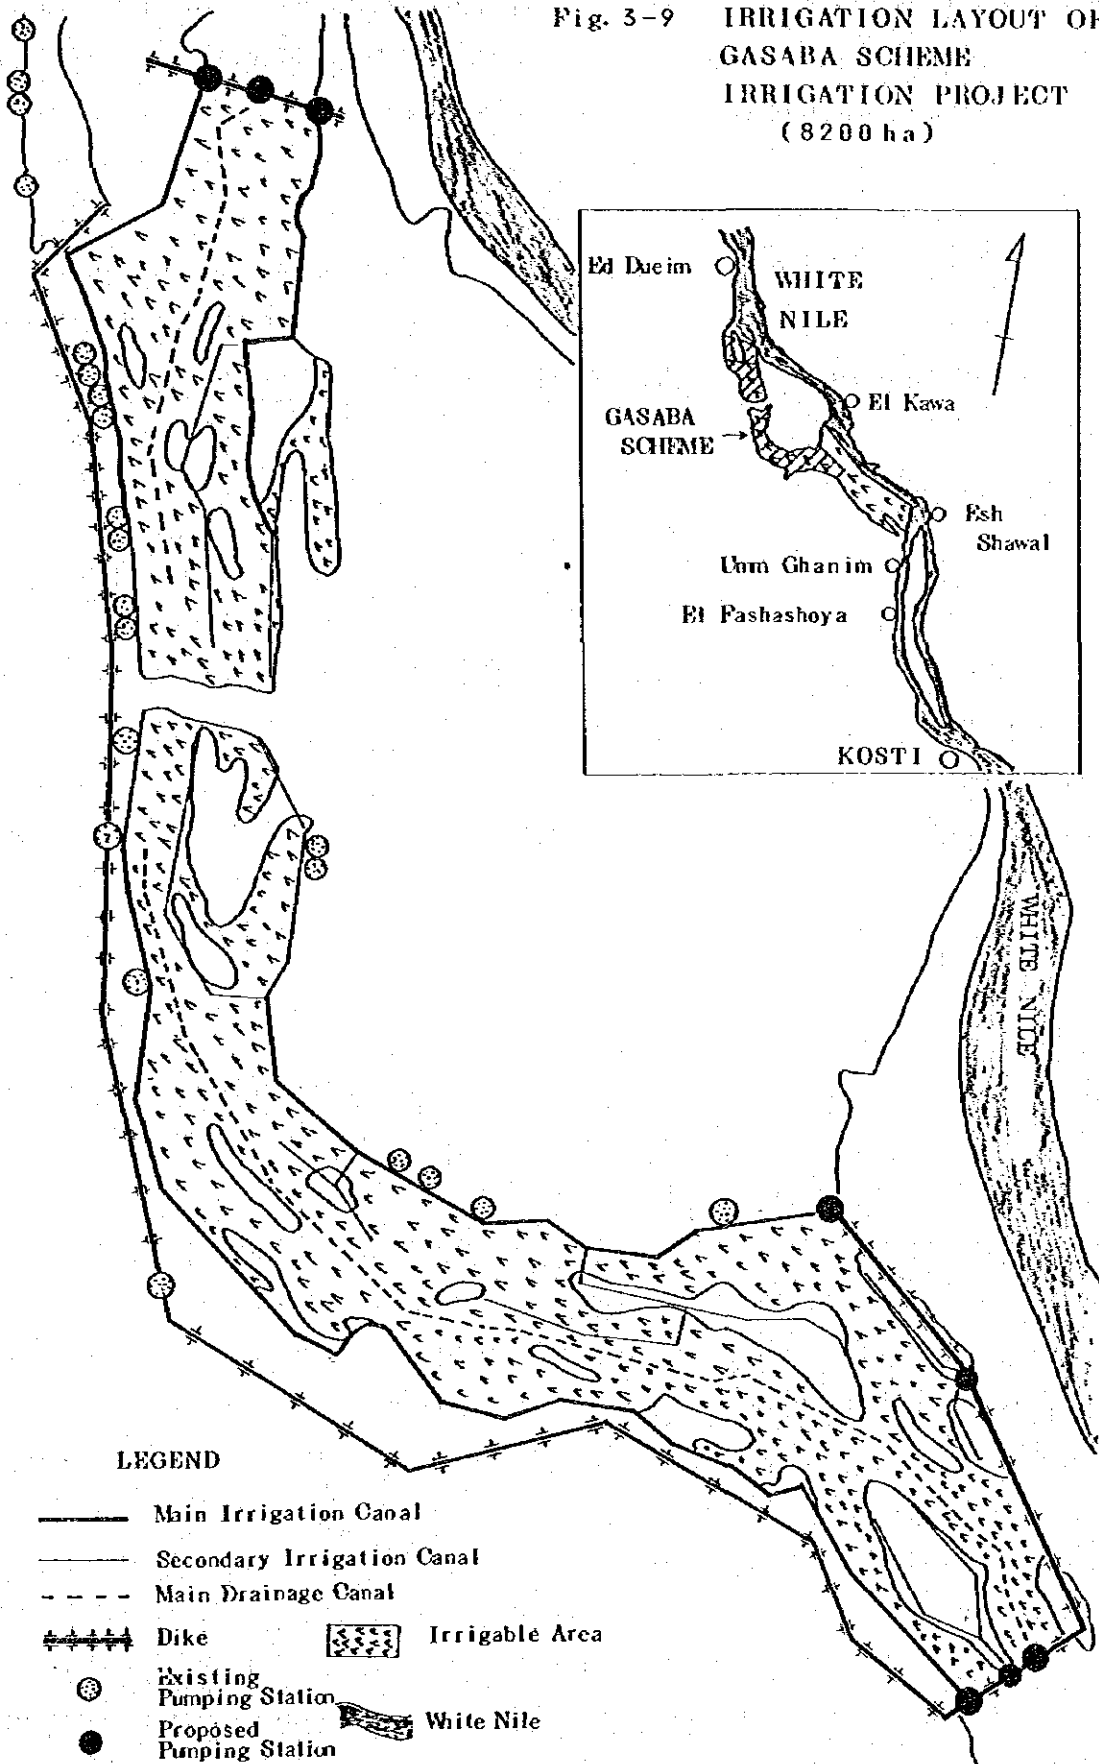 Fig. 3-9 IRRIGATION LAYOUT OF
GASABA SCHEME
IRRIGATION PROJECT
(8200 ha)
Ed Dueim
WHITE
NILE
El Kawa
GASABA
SCHEME
Esh
Shawal
Umm Ghanim
El Fashashoya
KOSTI
WHITE NILE
LEGEND
Main Irrigation Canal
Secondary Irrigation Canal
Main Drainage Canal
Dike
Irrigable Area
Existing
Pumping Station
White Nile
Proposed
Pumping Station